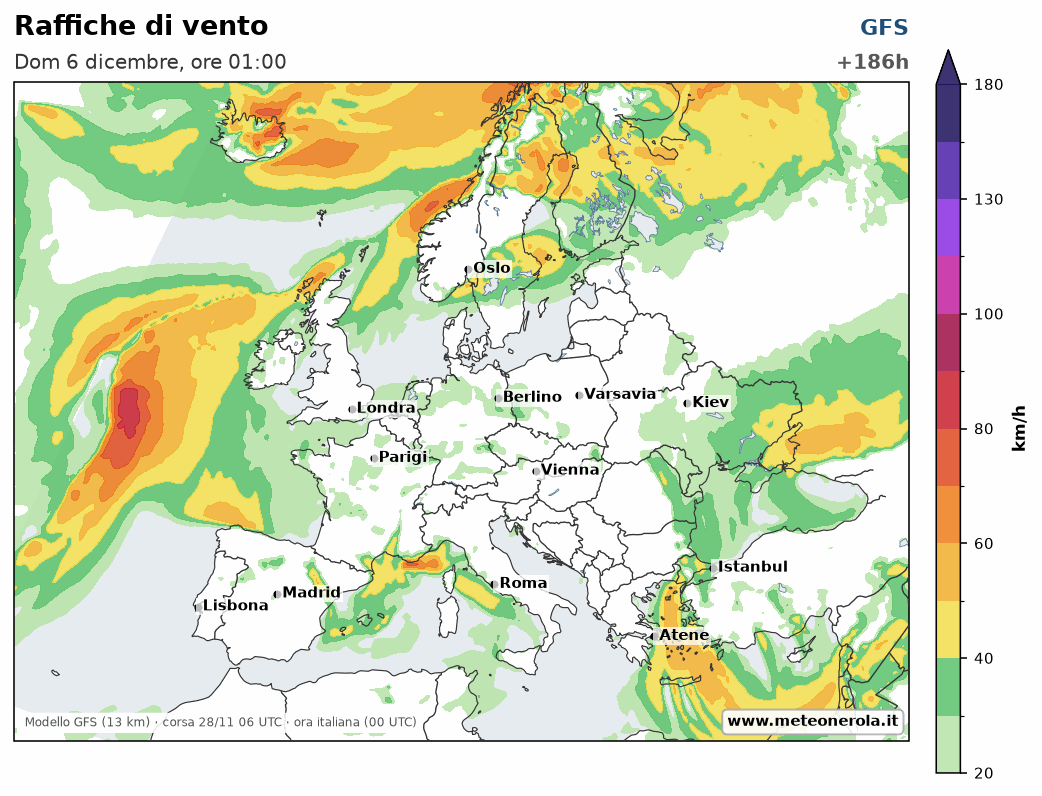 Raffiche di vento
GFS
Dom 6 dicembre, ore 01:00
+186h
180
130
100
80
60
40
20
km/h
Oslo
Londra
Berlino
Varsavia
Kiev
Parigi
Vienna
Istanbul
Roma
Madrid
Lisbona
Atene
Modello GFS (13 km) · corsa 28/11 06 UTC · ora italiana (00 UTC)
www.meteonerola.it